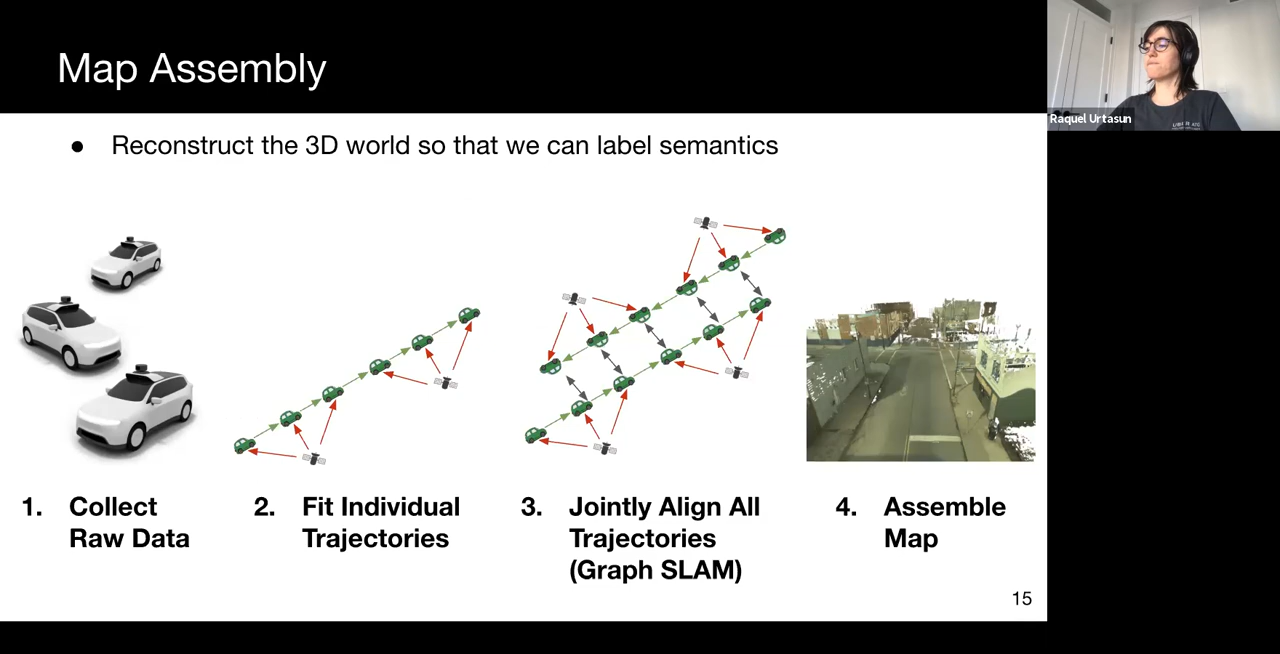 Map Assembly
Raquel Urtasun
● Reconstruct the 3D world so that we can label semantics
1. Collect
Raw Data
2. Fit Individual
Trajectories
3. Jointly Align All
Trajectories
(Graph SLAM)
4. Assemble
Map
15